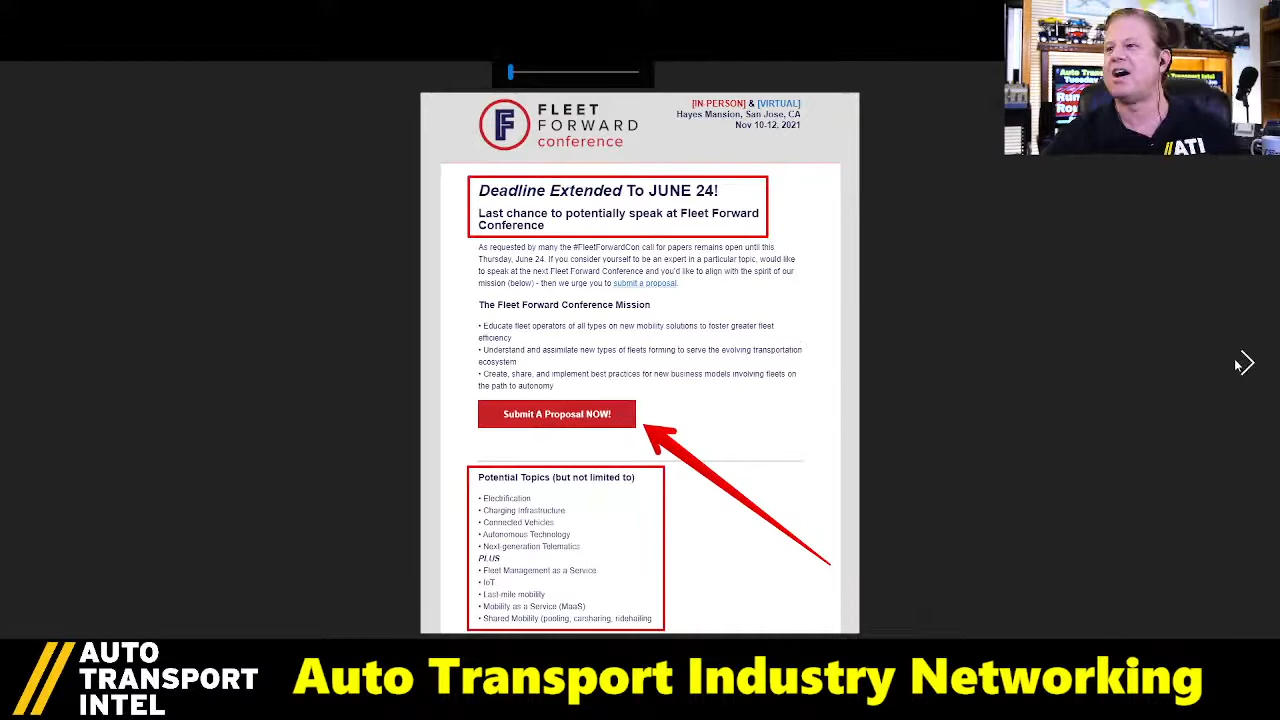 FLEET
FORWARD
conference
[IN-PERSON] & [VIRTUAL]
Hayes Mansion, San Jose, CA
Nov 10-12, 2021
Deadline Extended To JUNE 24!
Last chance to potentially speak at Fleet Forward
Conference
As requested by many the #FleetForwardCon call for papers remains open until this
Thursday, June 24. If you consider yourself to be an expert in a particular topic, would like
to speak at the next Fleet Forward Conference and you'd like to align with the spirit of our
mission (below) - then we urge you to submit a proposal.
The Fleet Forward Conference Mission
• Educate fleet operators of all types on new mobility solutions to foster greater fleet
efficiency
• Understand and assimilate new types of fleets forming to serve the evolving transportation
ecosystem
• Create, share, and implement best practices for new business models involving fleets on
the path to autonomy
Submit A Proposal NOW!
Potential Topics (but not limited to)
• Electrification
• Charging Infrastructure
• Connected Vehicles
• Autonomous Technology
• Next-generation Telematics
PLUS
• Fleet Management as a Service
• IoT
• Last-mile mobility
• Mobility as a Service (MaaS)
• Shared Mobility (pooling, carsharing, ridehailing
ATI
AUTO
TRANSPORT
INTEL
Auto Transport Industry Networking